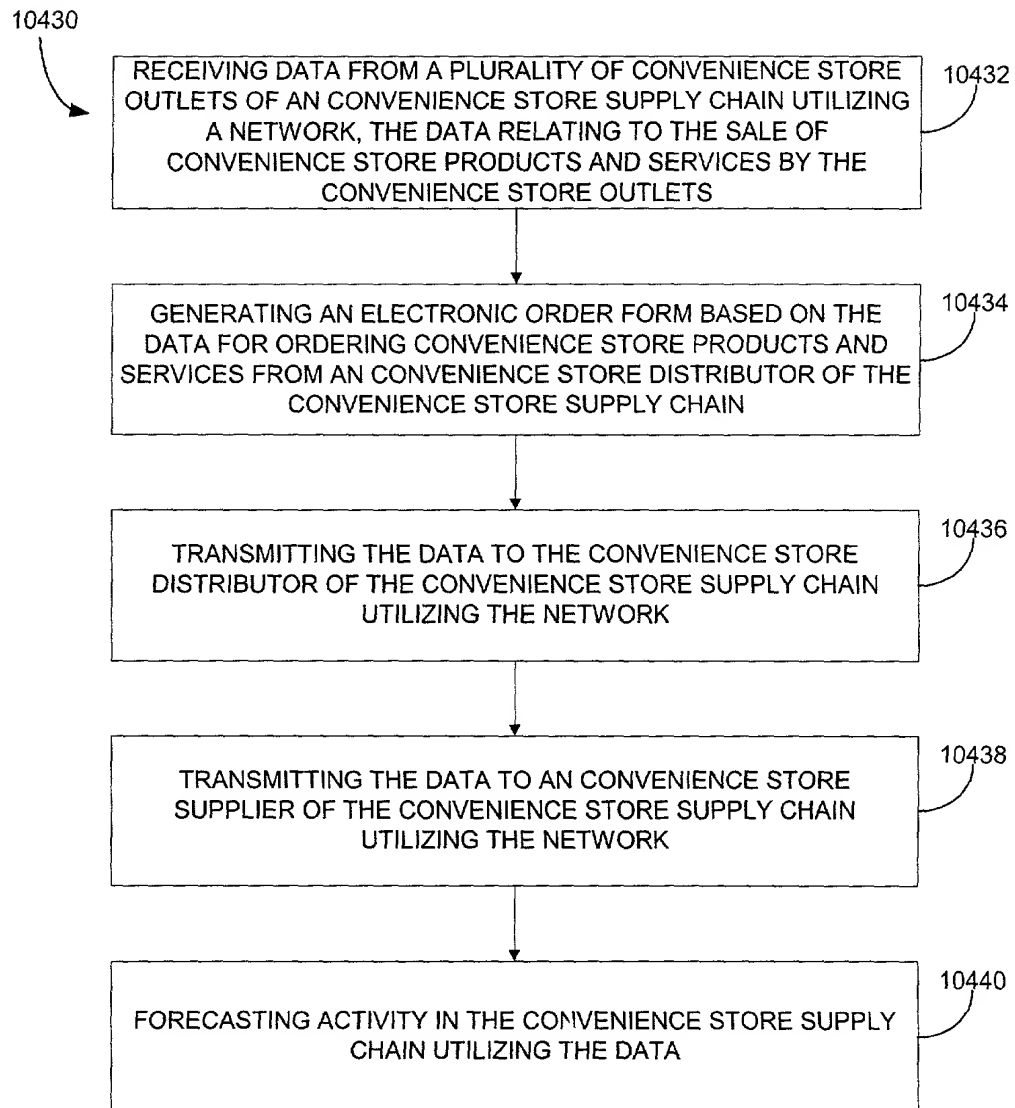 10430
RECEIVING DATA FROM A PLURALITY OF CONVENIENCE STORE
OUTLETS OF AN CONVENIENCE STORE SUPPLY CHAIN UTILIZING
A NETWORK, THE DATA RELATING TO THE SALE OF
CONVENIENCE STORE PRODUCTS AND SERVICES BY THE
CONVENIENCE STORE OUTLETS
10432
GENERATING AN ELECTRONIC ORDER FORM BASED ON THE
DATA FOR ORDERING CONVENIENCE STORE PRODUCTS AND
SERVICES FROM AN CONVENIENCE STORE DISTRIBUTOR OF THE
CONVENIENCE STORE SUPPLY CHAIN
10434
TRANSMITTING THE DATA TO THE CONVENIENCE STORE
DISTRIBUTOR OF THE CONVENIENCE STORE SUPPLY CHAIN
UTILIZING THE NETWORK
10436
TRANSMITTING THE DATA TO AN CONVENIENCE STORE
SUPPLIER OF THE CONVENIENCE STORE SUPPLY CHAIN
UTILIZING THE NETWORK
10438
FORECASTING ACTIVITY IN THE CONVENIENCE STORE SUPPLY
CHAIN UTILIZING THE DATA
10440